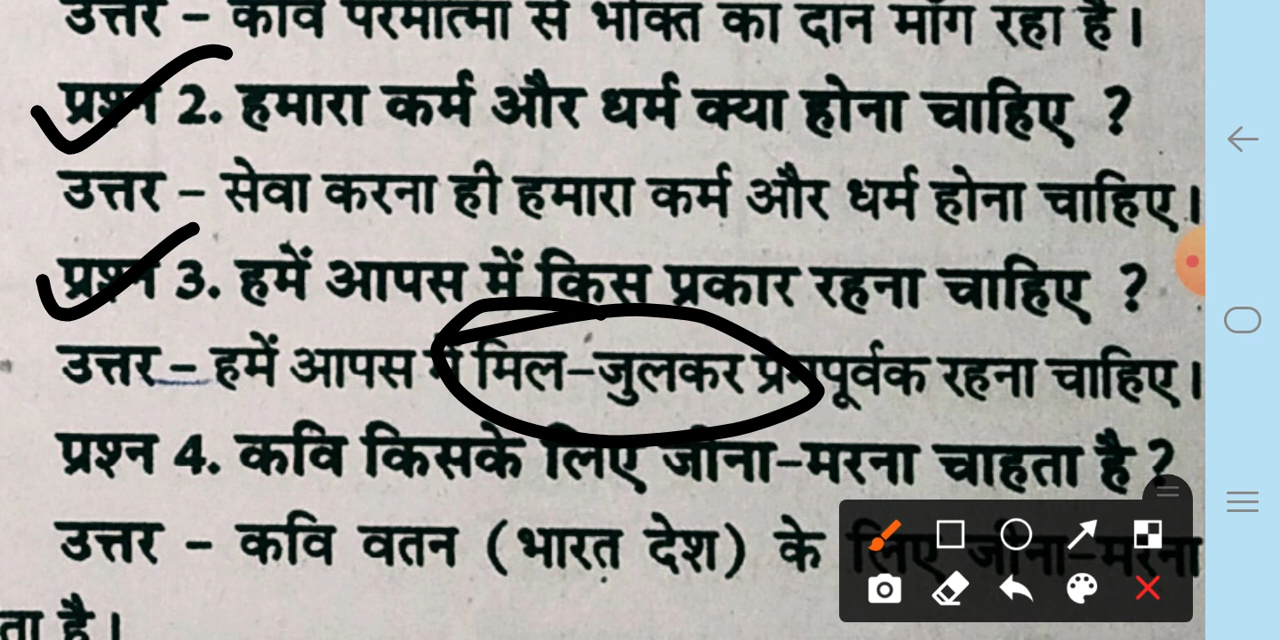 उत्तर – कवि परमात्मा से भक्ति का दान माँग रहा है।
प्रश्न 2. हमारा कर्म और धर्म क्या होना चाहिए ?
उत्तर – सेवा करना ही हमारा कर्म और धर्म होना चाहिए।
प्रश्न 3. हमें आपस में किस प्रकार रहना चाहिए ?
उत्तर – हमें आपस में मिल-जुलकर प्रेमपूर्वक रहना चाहिए।
प्रश्न 4. कवि किसके लिए जीना-मरना चाहता है ?
उत्तर – कवि वतन (भारत देश) के लिए जीना-मरना
ता है।